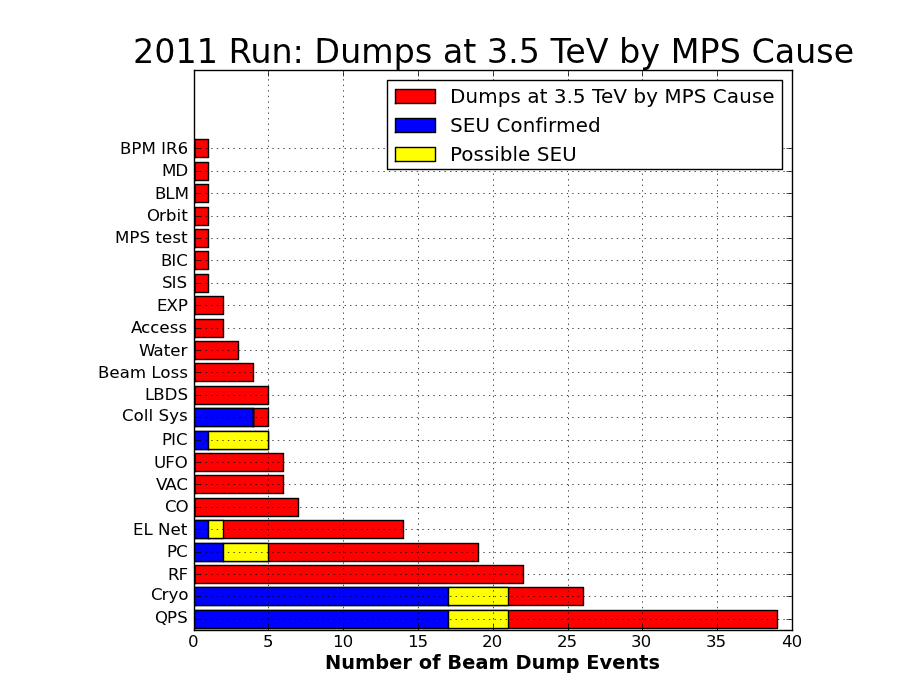 2011 Run: Dumps at 3.5 TeV by MPS Cause
Dumps at 3.5 TeV by MPS Cause
SEU Confirmed
Possible SEU
BPM IR6
MD
BLM
Orbit
MPS test
BIC
SIS
EXP
Access
Water
Beam Loss
LBDS
Coll Sys
PIC
UFO
VAC
CO
EL Net
PC
RF
Cryo
QPS
0 5 10 15 20 25 30 35 40
Number of Beam Dump Events